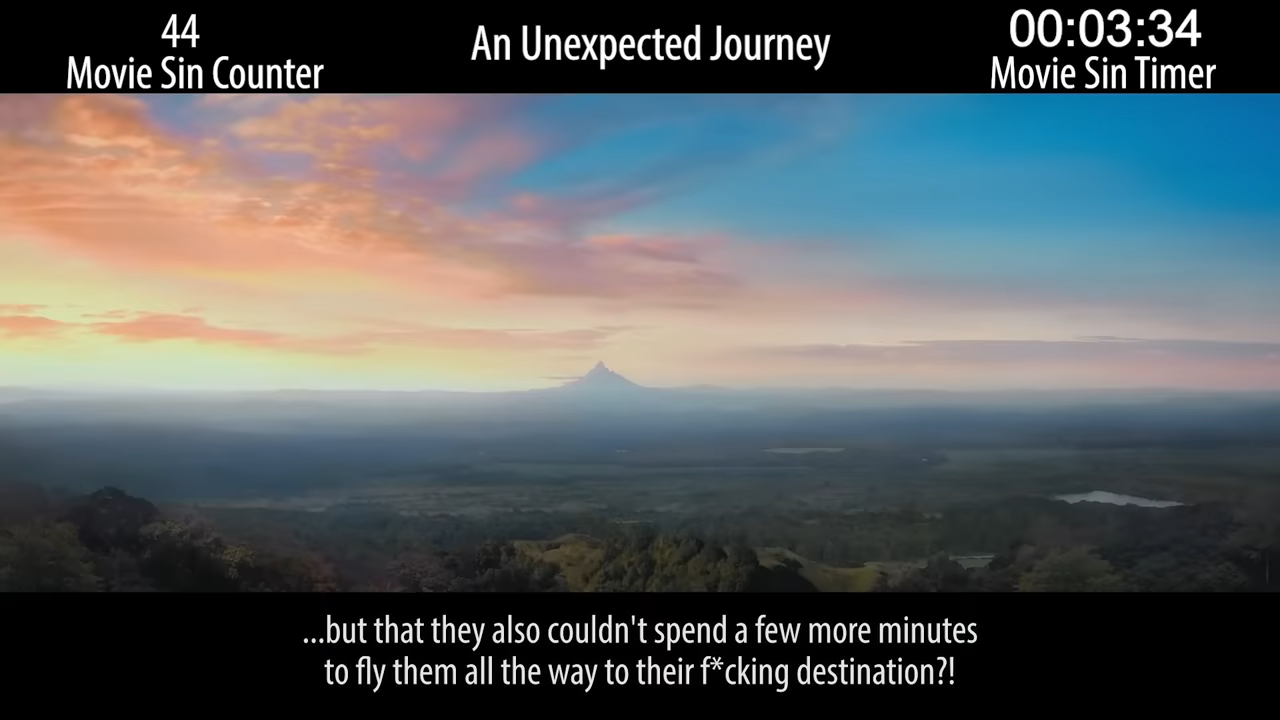 44
Movie Sin Counter
An Unexpected Journey
00:03:34
Movie Sin Timer
...but that they also couldn't spend a few more minutes
to fly them all the way to their f*cking destination?!